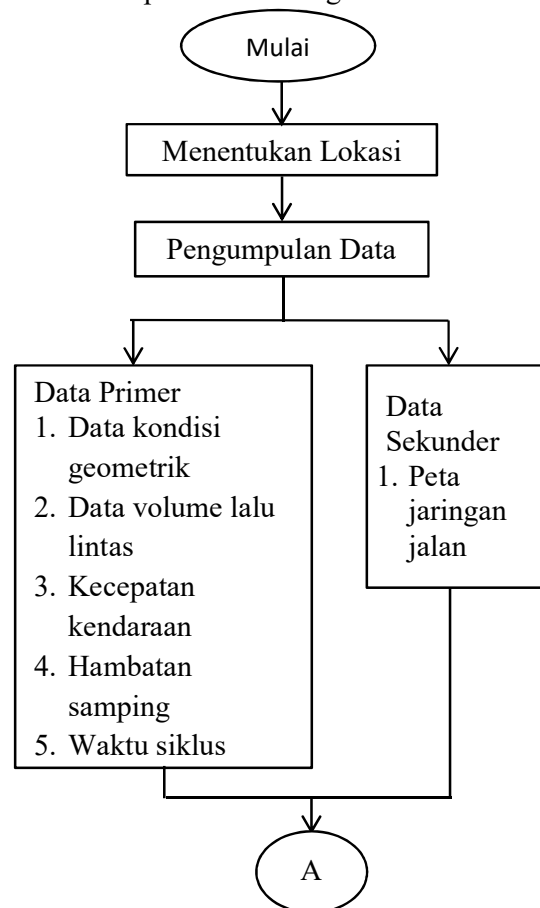 Mulai
Menentukan Lokasi
Pengumpulan Data
Data Primer
1. Data kondisi
geometrik
2. Data volume lalu
lintas
3. Kecepatan
kendaraan
4. Hambatan
samping
5. Waktu siklus
Data
Sekunder
1. Peta
jaringan
jalan
A